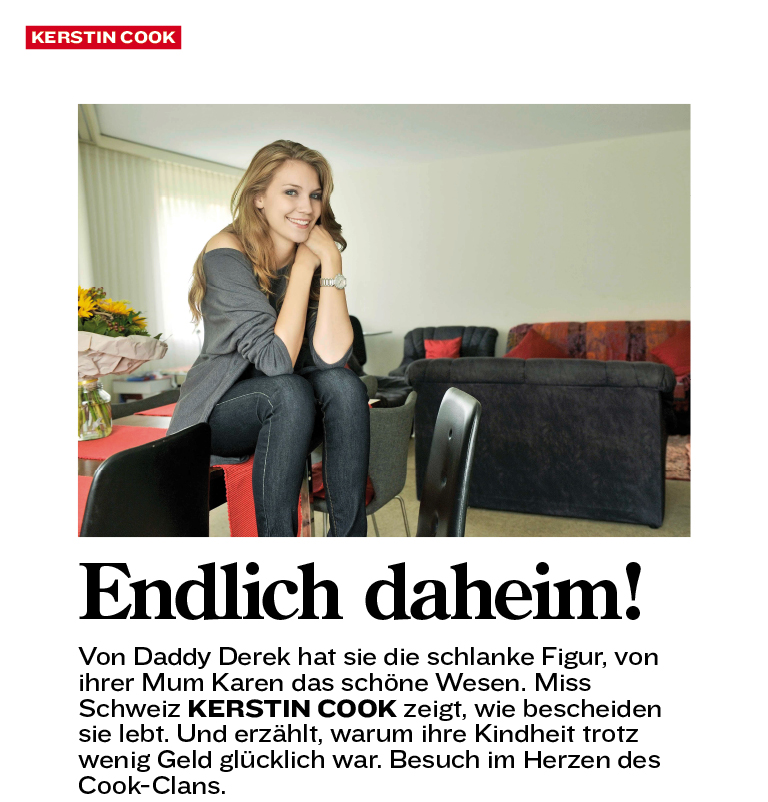 KERSTIN COOK
Endlich daheim!
Von Daddy Derek hat sie die schlanke Figur, von
ihrer Mum Karen das schöne Wesen. Miss
Schweiz KERSTIN COOK zeigt, wie bescheiden
sie lebt. Und erzählt, warum ihre Kindheit trotz
wenig Geld glücklich war. Besuch im Herzen des
Cook-Clans.